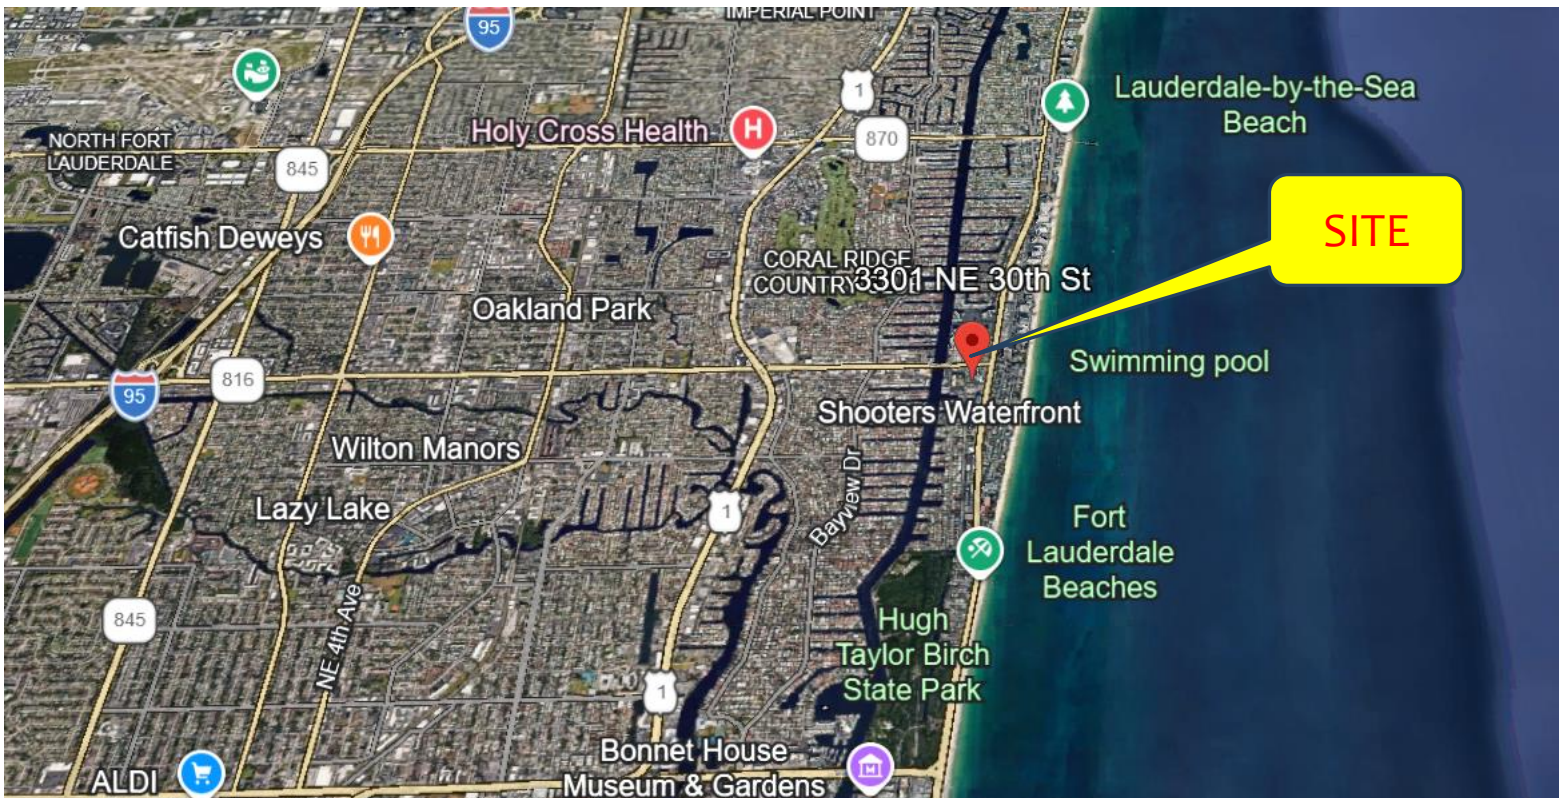 IMPERIAL POINT
95
1
Lauderdale-by-the-Sea
Beach
Holy Cross Health
H
870
NORTH FORT
LAUDERDALE
845
SITE
Catfish Deweys
CORAL RIDGE
COUNTRY
3301 NE 30th St
Oakland Park
Swimming pool
816
95
Shooters Waterfront
Wilton Manors
Bayview Dr
Lazy Lake
1
Fort
Lauderdale
Beaches
845
NE 4th Ave
Hugh
Taylor Birch
State Park
1
Bonnet House
Museum & Gardens
M
ALDI